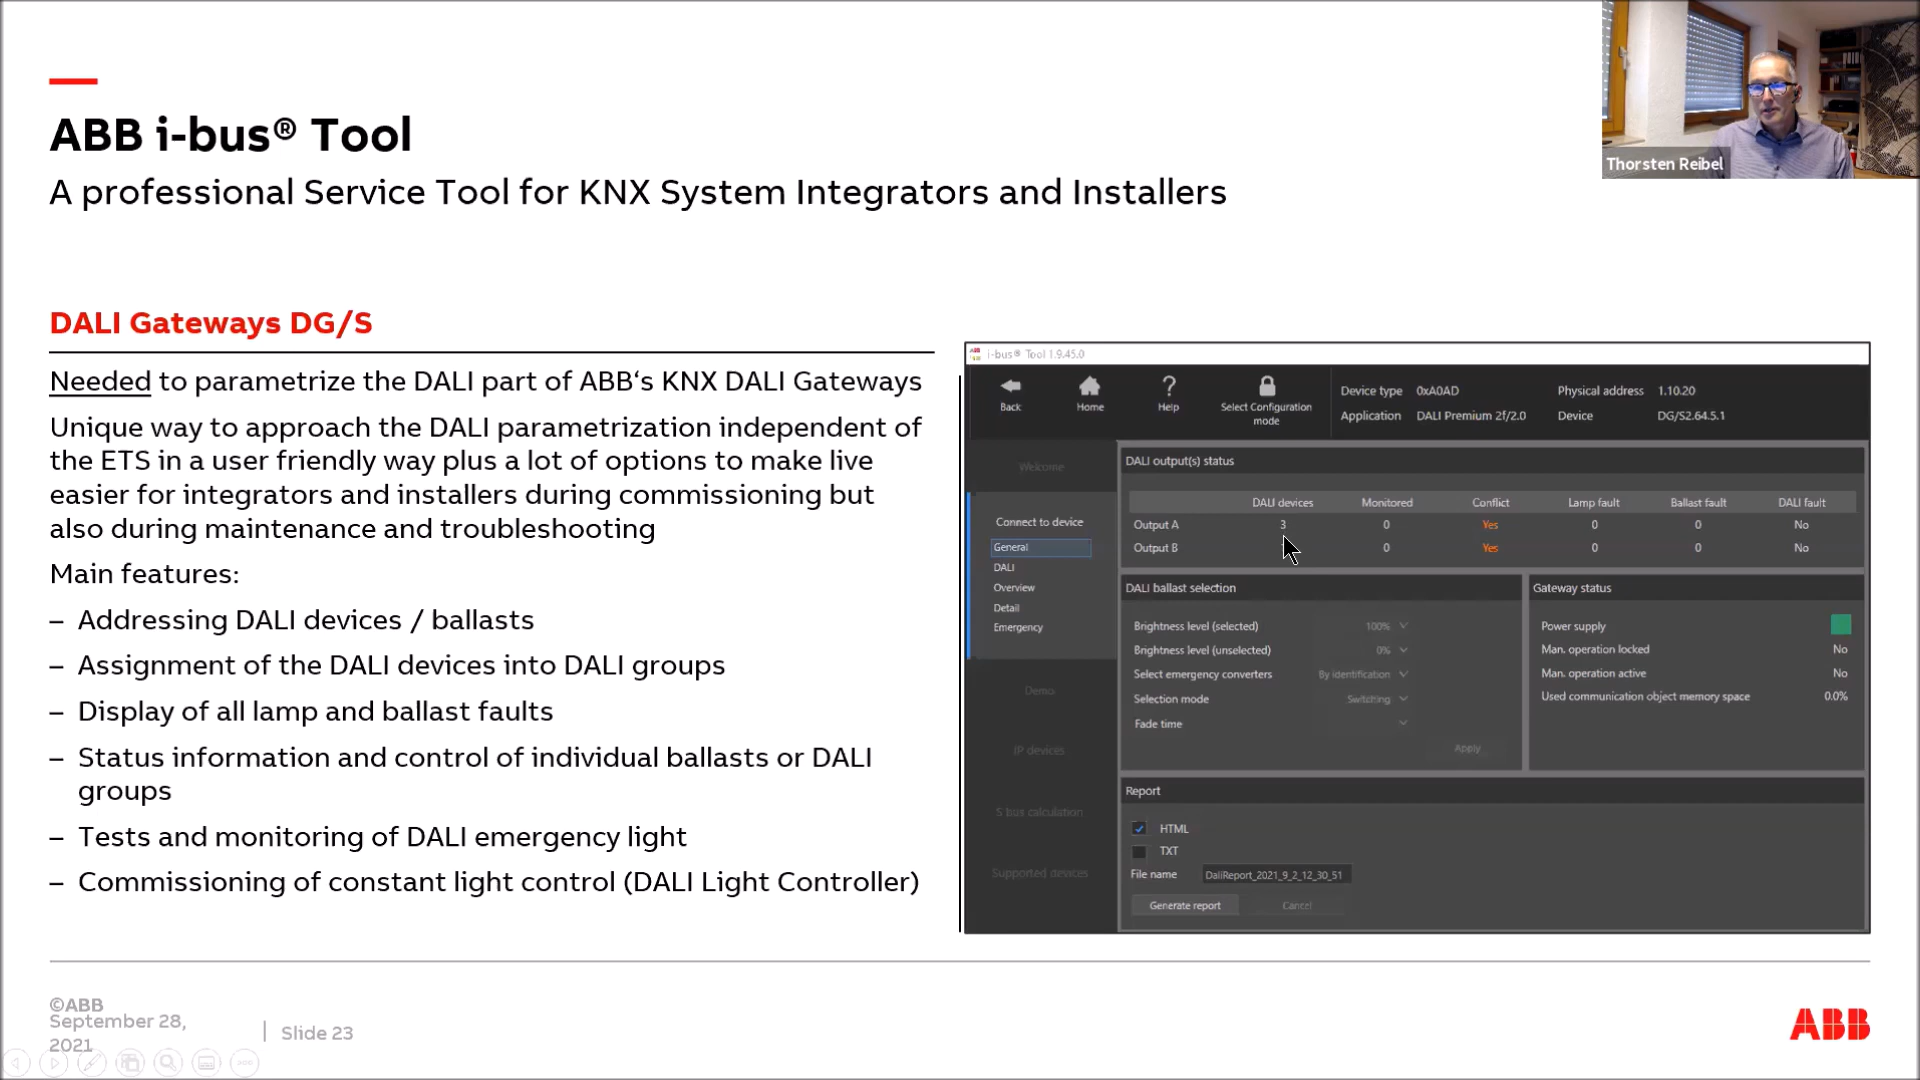 ABB i-bus® Tool
A professional Service Tool for KNX System Integrators and Installers
Thorsten Reibel
DALI Gateways DG/S
Needed to parametrize the DALI part of ABB‘s KNX DALI Gateways
Unique way to approach the DALI parametrization independent of
the ETS in a user friendly way plus a lot of options to make live
easier for integrators and installers during commissioning but
also during maintenance and troubleshooting
Main features:
– Addressing DALI devices / ballasts
– Assignment of the DALI devices into DALI groups
– Display of all lamp and ballast faults
– Status information and control of individual ballasts or DALI
groups
– Tests and monitoring of DALI emergency light
– Commissioning of constant light control (DALI Light Controller)
i-bus® Tool 1.9.45.0
Back
Home
Help
Select Configuration
mode
Device type 0xA0AD Physical address 1.10.20
Application DALI Premium 2f/2.0 Device DG/S2.64.5.1
Welcome
Connect to device
General
DALI
Overview
Detail
Emergency
Demo
IP devices
S bus calculation
Supported devices
DALI output(s) status
DALI devices Monitored Conflict Lamp fault Ballast fault DALI fault
Output A 3 0 Yes 0 0 No
Output B 0 Yes 0 0 No
DALI ballast selection
Brightness level (selected) 100%
Brightness level (unselected) 0%
Select emergency converters By identification
Selection mode Switching
Fade time
Apply
Gateway status
Power supply
Man. operation locked No
Man. operation active No
Used communication object memory space 0.0%
Report
HTML
TXT
File name DaliReport_2021_9_2_12_30_51
Generate report Cancel
©ABB
September 28,
2021
Slide 23
ABB